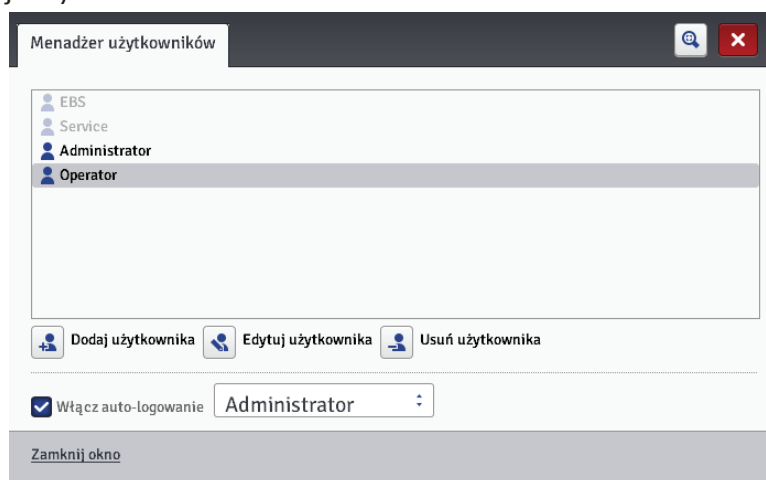 Menadżer użytkowników
EBS
Service
Administrator
Operator
Dodaj użytkownika Edytuj użytkownika Usuń użytkownika
Włącz auto-logowanie Administrator
Zamknij okno